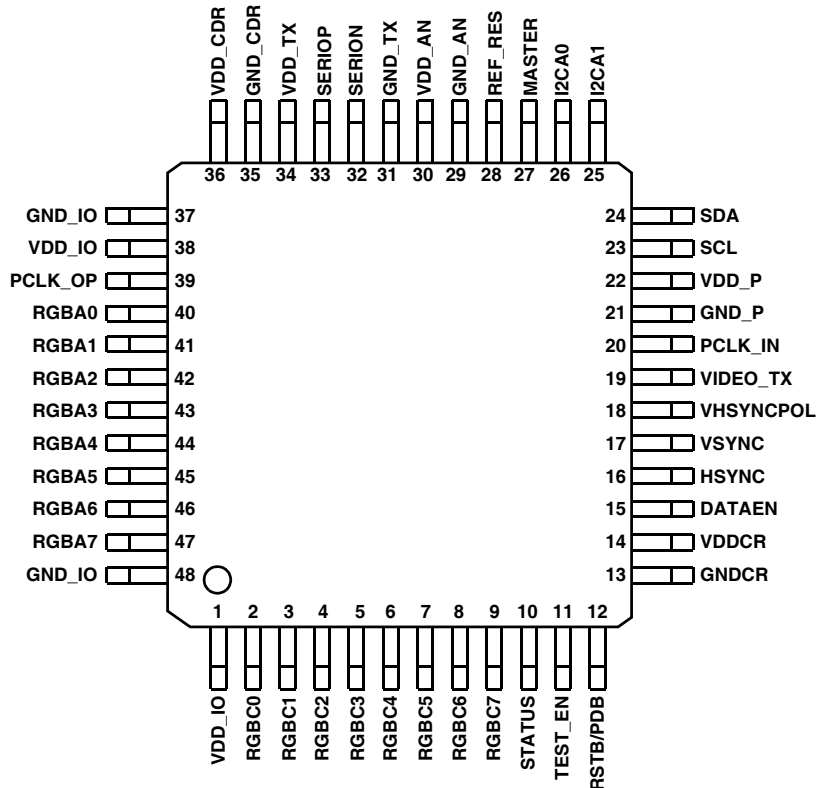 VDD_CDR
GND_CDR
VDD_TX
SERIOP
SERION
GND_TX
VDD_AN
GND_AN
REF_RES
MASTER
I2CA0
I2CA1
36 35 34 33 32 31 30 29 28 27 26 25
GND_IO 37 24 SDA
VDD_IO 38 23 SCL
PCLK_OP 39 22 VDD_P
RGBA0 40 21 GND_P
RGBA1 41 20 PCLK_IN
RGBA2 42 19 VIDEO_TX
RGBA3 43 18 VHSYNCPOL
RGBA4 44 17 VSYNC
RGBA5 45 16 HSYNC
RGBA6 46 15 DATAEN
RGBA7 47 14 VDDCR
GND_IO 48 13 GNDCR
1 2 3 4 5 6 7 8 9 10 11 12
VDD_IO
RGBC0
RGBC1
RGBC2
RGBC3
RGBC4
RGBC5
RGBC6
RGBC7
STATUS
TEST_EN
RSTB/PDB